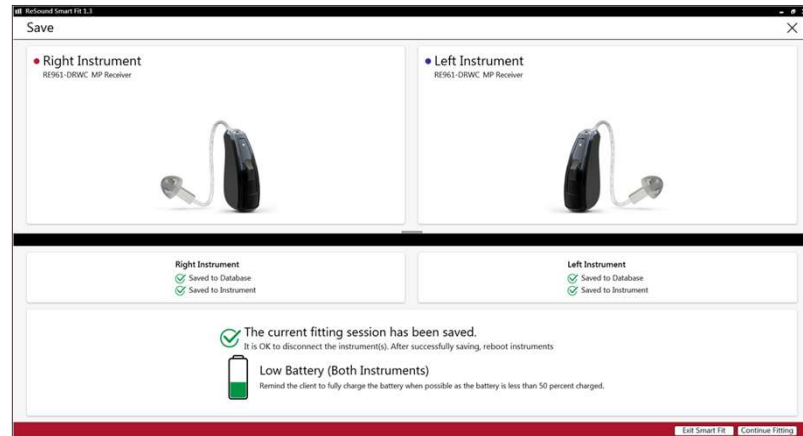 ReSound Smart Fit 1.3
Save
Right Instrument
RE961-DRWC MP Receiver
Left Instrument
RE961-DRWC MP Receiver
Right Instrument
Saved to Database
Saved to Instrument
Left Instrument
Saved to Database
Saved to Instrument
The current fitting session has been saved.
It is OK to disconnect the instrument(s). After successfully saving, reboot instruments
Low Battery (Both Instruments)
Remind the client to fully charge the battery when possible as the battery is less than 50 percent charged.
Exit Smart Fit
Continue Fitting